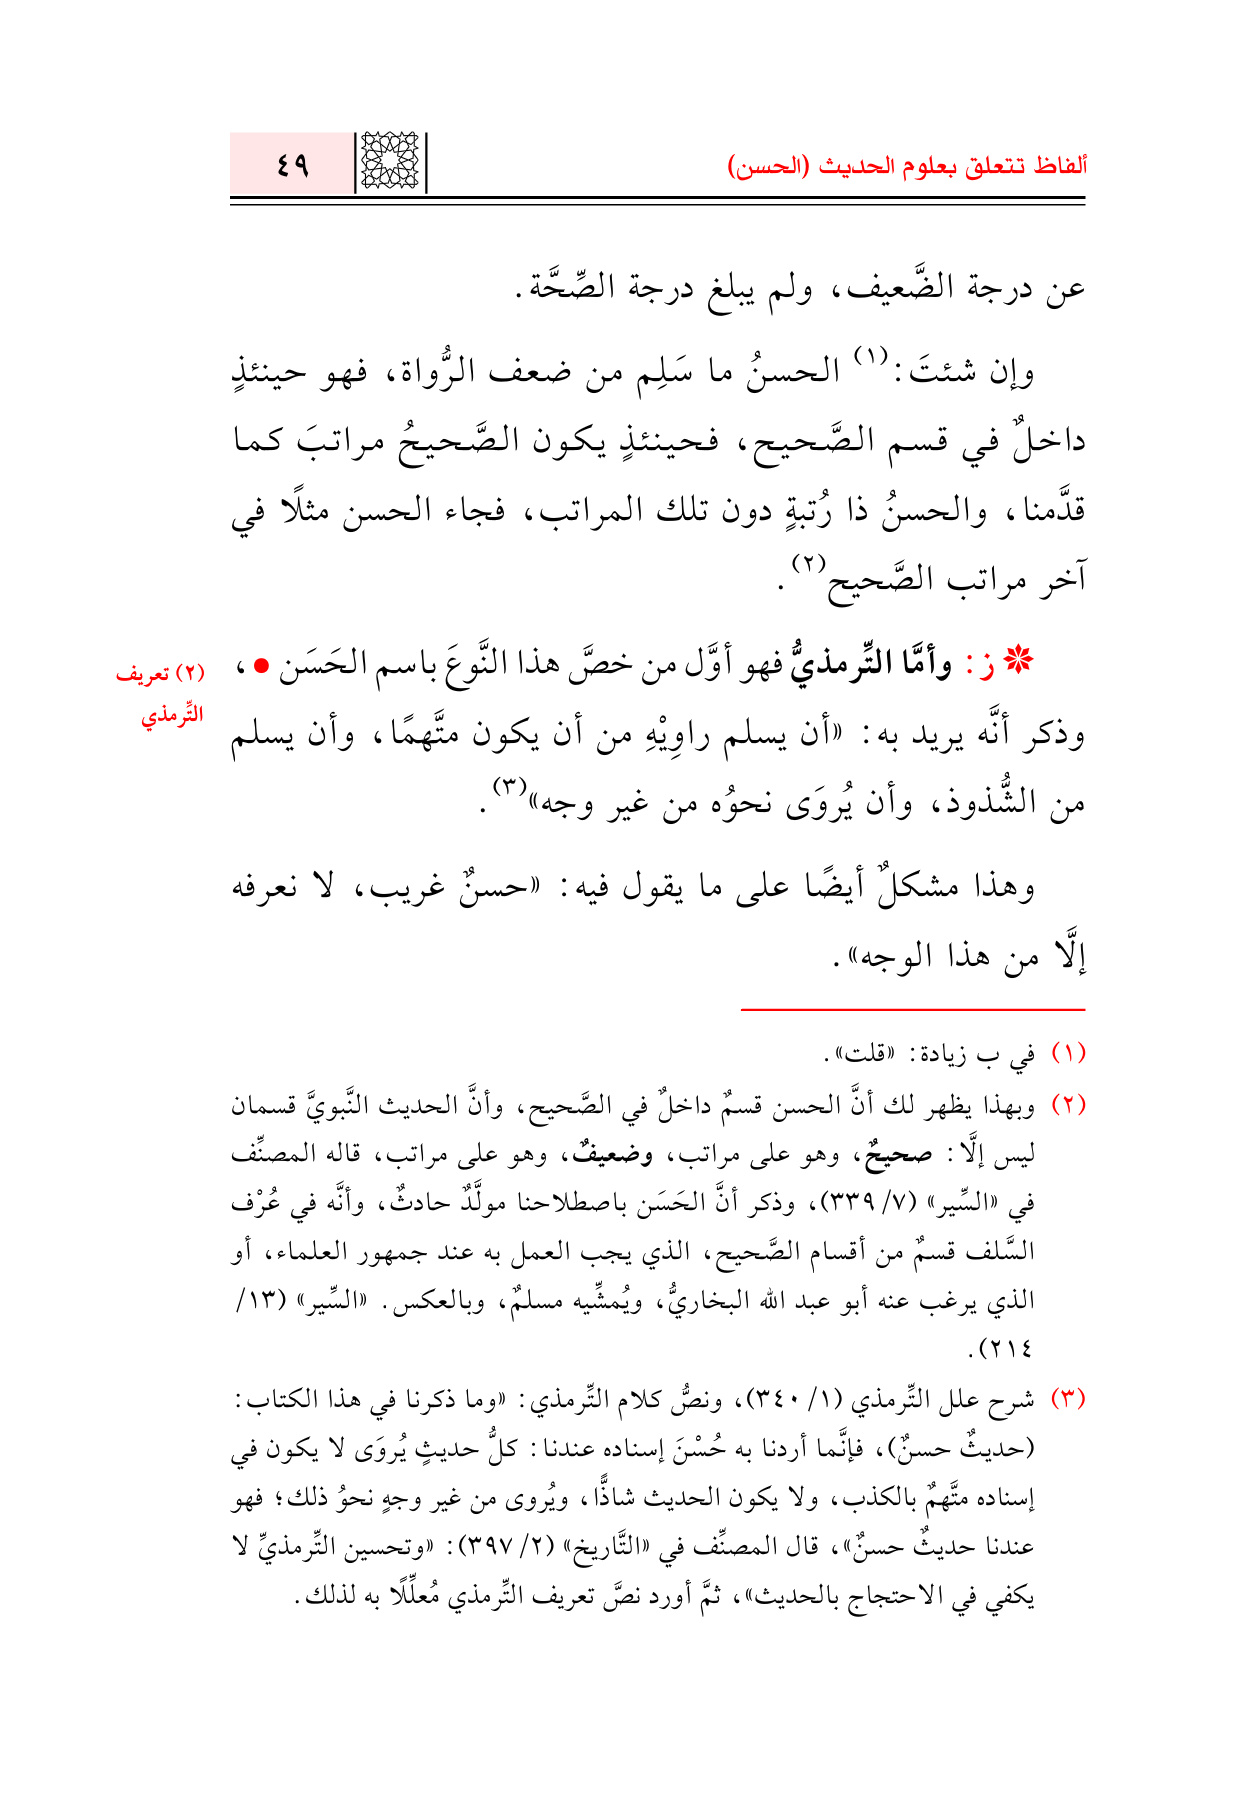 ألفاظ تتعلق بعلوم الحديث (الحسن)
٤٩
عن درجة الضَّعيف، ولم يبلغ درجة الصِّحَّة.
وإن شئتَ:(١) الحسنُ ما سَلِم من ضعف الرُّواة، فهو حينئذٍ
داخلٌ في قسم الصَّحيح، فحينئذٍ يكون الصَّحيحُ مراتبَ كما
قدَّمنا، والحسنُ ذا رُتبةٍ دون تلك المراتب، فجاء الحسن مثلًا في
آخر مراتب الصَّحيح(٢).
❊ ز: وأمَّا التِّرمذيُّ فهو أوَّل من خصَّ هذا النَّوعَ باسم الحَسَن ●،
(٢) تعريف
التِّرمذي
وذكر أنَّه يريد به: «أن يسلم راوِيْهِ من أن يكون متَّهمًا، وأن يسلم
من الشُّذوذ، وأن يُروَى نحوُه من غير وجه»(٣).
وهذا مشكلٌ أيضًا على ما يقول فيه: «حسنٌ غريب، لا نعرفه
إلَّا من هذا الوجه».
(١) في ب زيادة: «قلت».
(٢) وبهذا يظهر لك أنَّ الحسن قسمٌ داخلٌ في الصَّحيح، وأنَّ الحديث النَّبويَّ قسمان
ليس إلَّا: صحيحٌ، وهو على مراتب، وضعيفٌ، وهو على مراتب، قاله المصنِّف
في «السِّير» (٧/ ٣٣٩)، وذكر أنَّ الحَسَن باصطلاحنا مولَّدٌ حادثٌ، وأنَّه في عُرْف
السَّلف قسمٌ من أقسام الصَّحيح، الذي يجب العمل به عند جمهور العلماء، أو
الذي يرغب عنه أبو عبد الله البخاريُّ، ويُمشِّيه مسلمٌ، وبالعكس. «السِّير» (١٣/
٢١٤).
(٣) شرح علل التِّرمذي (١/ ٣٤٠)، ونصُّ كلام التِّرمذي: «وما ذكرنا في هذا الكتاب:
(حديثٌ حسنٌ)، فإنَّما أردنا به حُسْنَ إسناده عندنا: كلُّ حديثٍ يُروَى لا يكون في
إسناده متَّهمٌ بالكذب، ولا يكون الحديث شاذًّا، ويُروى من غير وجهٍ نحوُ ذلك؛ فهو
عندنا حديثٌ حسنٌ»، قال المصنِّف في «التَّاريخ» (٢/ ٣٩٧): «وتحسين التِّرمذيِّ لا
يكفي في الاحتجاج بالحديث»، ثمَّ أورد نصَّ تعريف التِّرمذي مُعلِّلًا به لذلك.